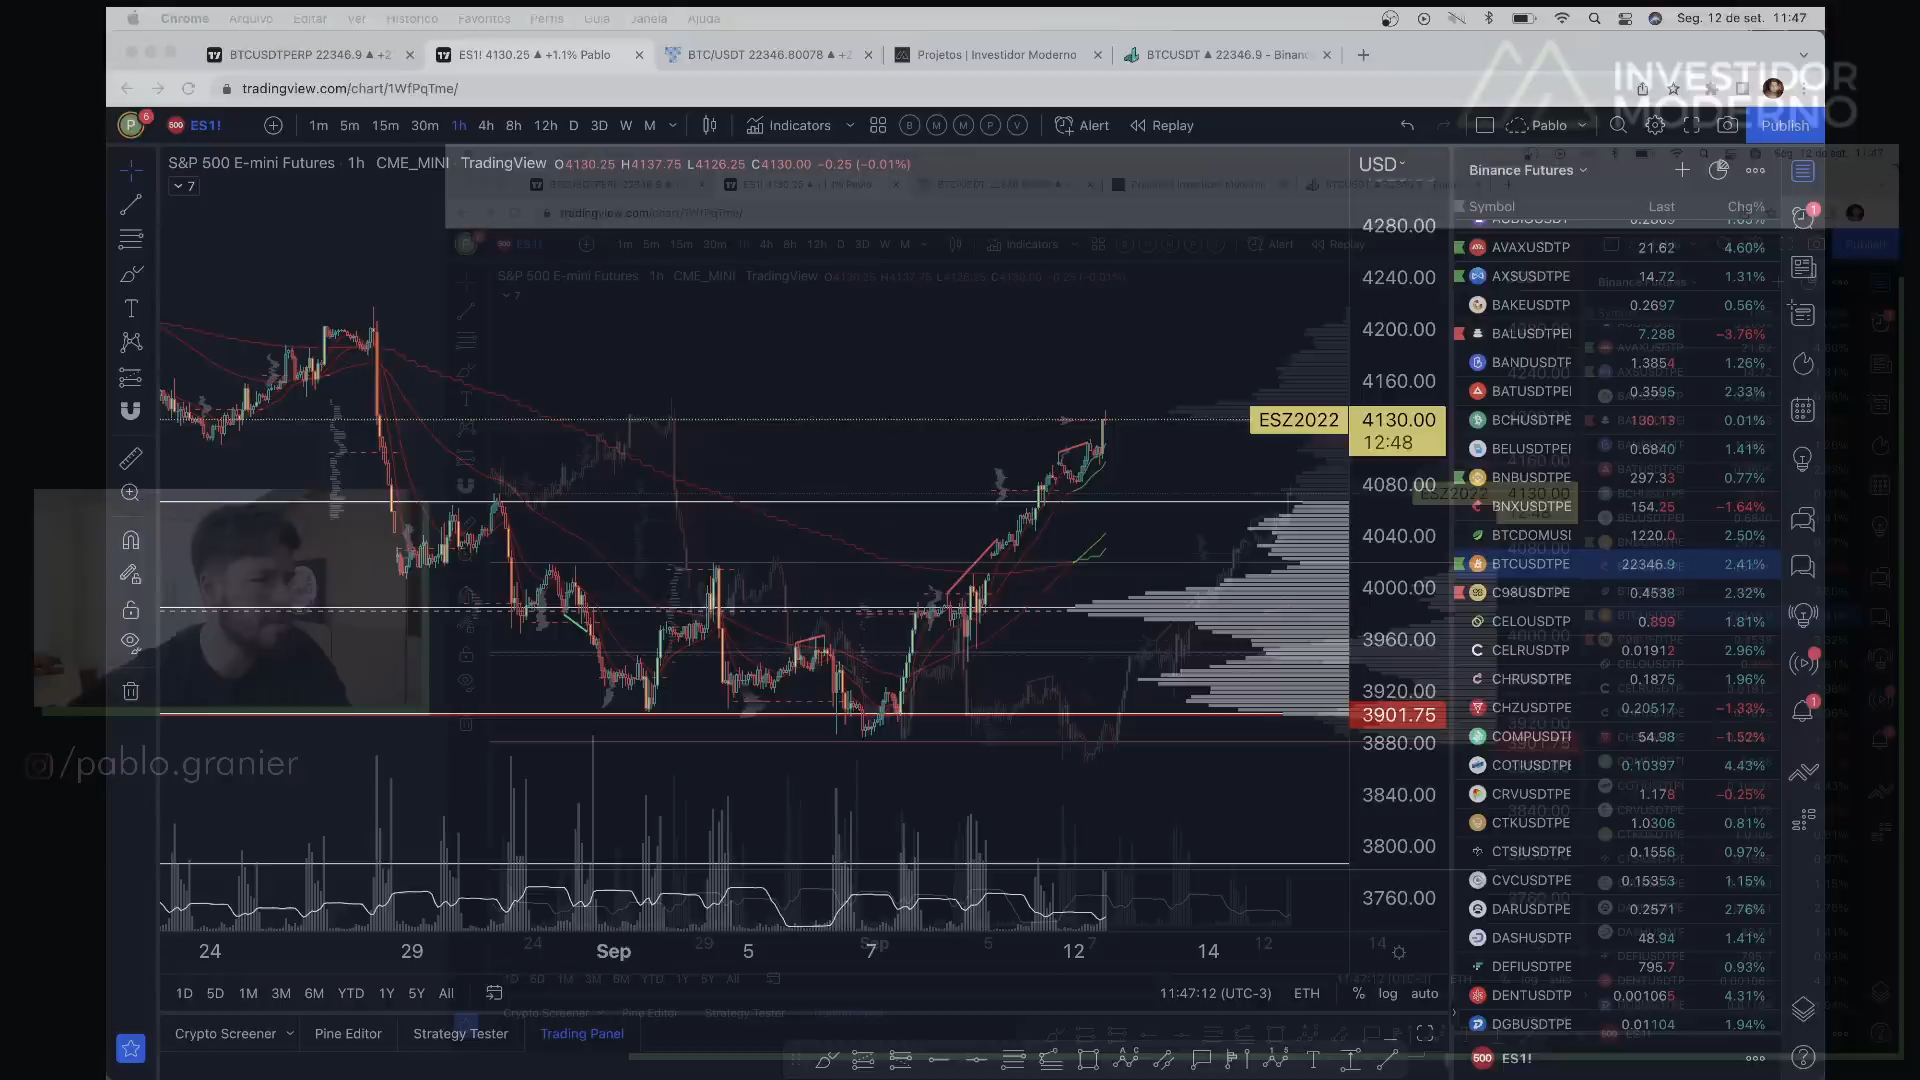 Chrome Arquivo Editar Ver Histórico Favoritos Perfis Guia Janela Ajuda Seg. 12 de set. 11:47
BTCUSDTPERP 22346.9 ▲ +2 ES1! 4130.25 ▲ +1.1% Pablo BTC/USDT 22346.80078 ▲ +2 Projetos | Investidor Moderno BTCUSDT ▲ 22346.9 - Binanc
tradingview.com/chart/1WfPqTme/
INVESTIDOR
MODERNO
P 6 500 ES1! 1m 5m 15m 30m 1h 4h 8h 12h D 3D W M Indicators B M M P V Alert Replay Pablo Publish
S&P 500 E-mini Futures · 1h CME_MINI TradingView O4130.25 H4137.75 L4126.25 C4130.00 −0.25 (−0.01%)
7
USD
4280.00
4240.00
4200.00
4160.00
ESZ2022 4130.00
12:48
4080.00
4040.00
4000.00
3960.00
3920.00
3901.75
3880.00
3840.00
3800.00
3760.00
Binance Futures
Symbol Last Chg%
AVAXUSDTP 21.62 4.60%
AXSUSDTPE 14.72 1.31%
BAKEUSDTP 0.2697 0.56%
BALUSDTPEI 7.288 −3.76%
BANDUSDTF 1.3854 1.26%
BATUSDTPEI 0.3595 2.33%
BCHUSDTPE 130.13 0.01%
BELUSDTPEI 0.6840 1.41%
BNBUSDTPE 297.33 0.77%
BNXUSDTPE 154.25 −1.64%
BTCDOMUSI 1220.0 2.50%
BTCUSDTPE 22346.9 2.41%
C98USDTPE 0.4538 2.32%
CELOUSDTP 0.899 1.81%
CELRUSDTP 0.01912 2.96%
CHRUSDTPE 0.1875 1.96%
CHZUSDTPE 0.20517 −1.33%
COMPUSDTF 54.98 −1.52%
COTIUSDTPE 0.10397 4.43%
CRVUSDTPE 1.178 −0.25%
CTKUSDTPE 1.0306 0.81%
CTSIUSDTPE 0.1556 0.97%
CVCUSDTPE 0.15353 1.15%
DARUSDTPE 0.2571 2.76%
DASHUSDTP 48.94 1.41%
DEFIUSDTPE 795.7 0.93%
DENTUSDTP 0.001065 4.31%
DGBUSDTPE 0.01104 1.94%
500 ES1!
/pablo.granier
24 29 Sep 5 7 12 14
1D 5D 1M 3M 6M YTD 1Y 5Y All 11:47:12 (UTC-3) ETH % log auto
Crypto Screener Pine Editor Strategy Tester Trading Panel